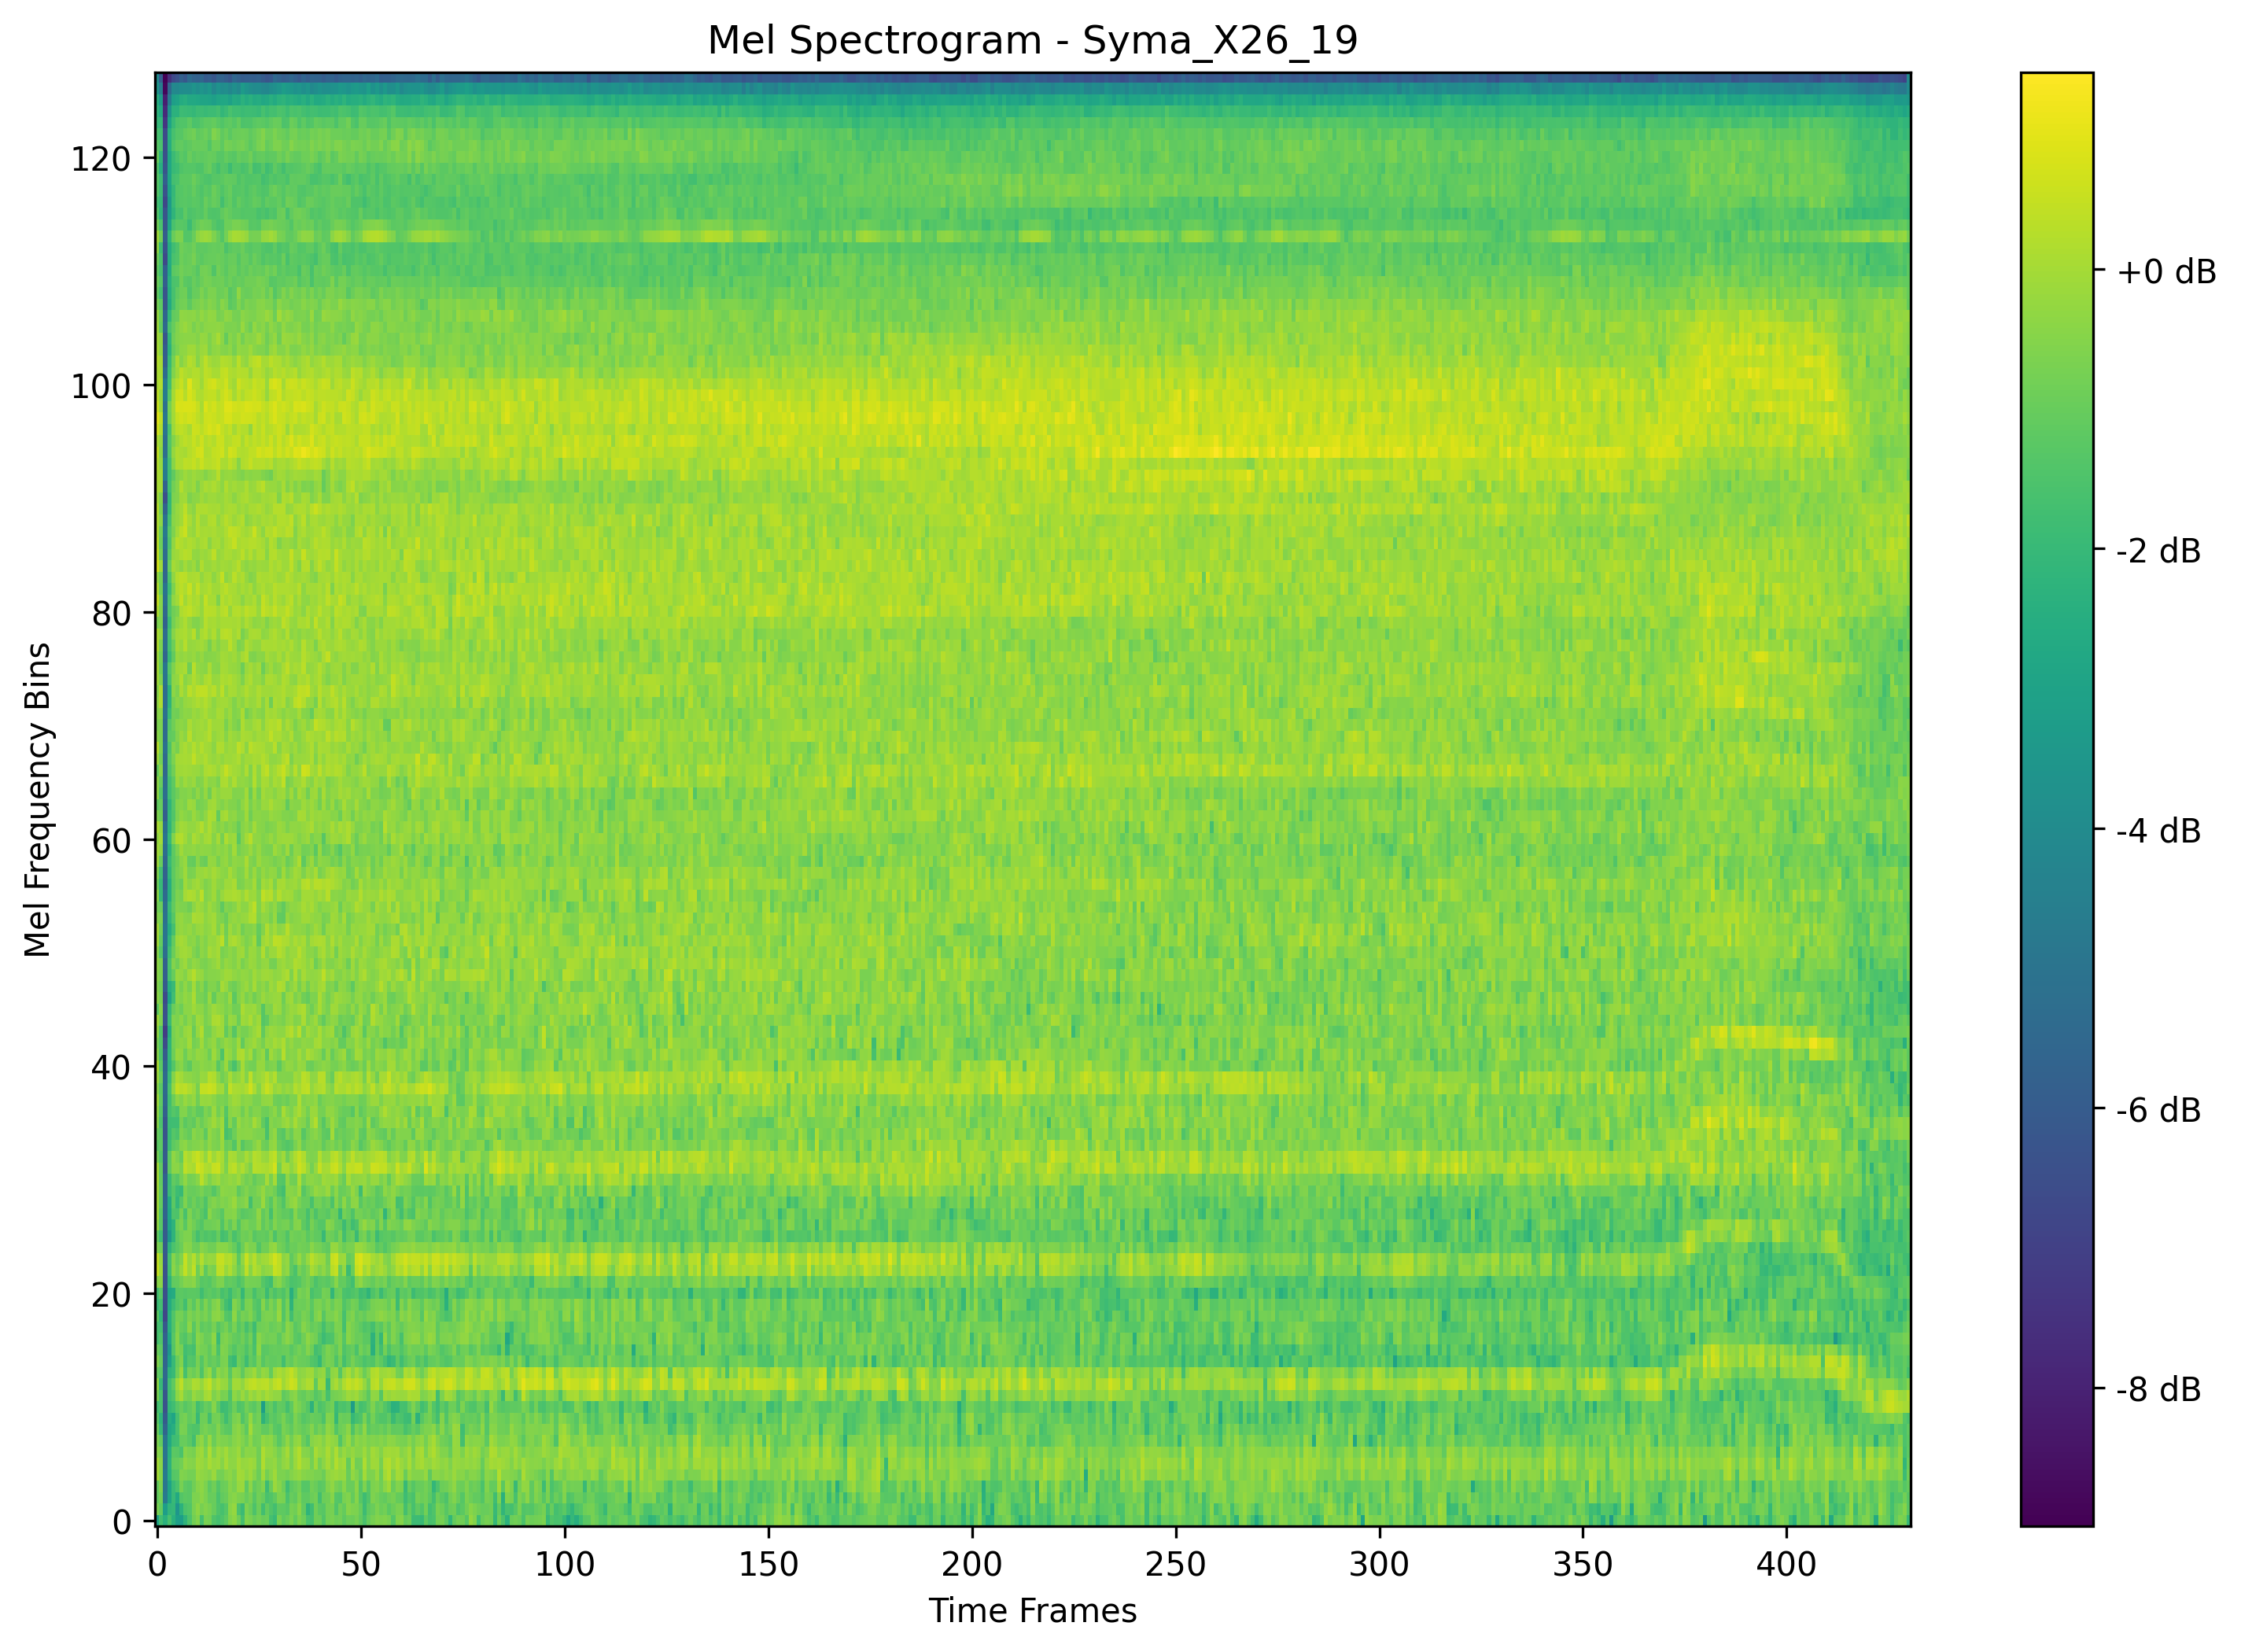 Mel Spectrogram - Syma_X26_19
Mel Frequency Bins
120
100
80
60
40
20
0
0 50 100 150 200 250 300 350 400
Time Frames
+0 dB
-2 dB
-4 dB
-6 dB
-8 dB